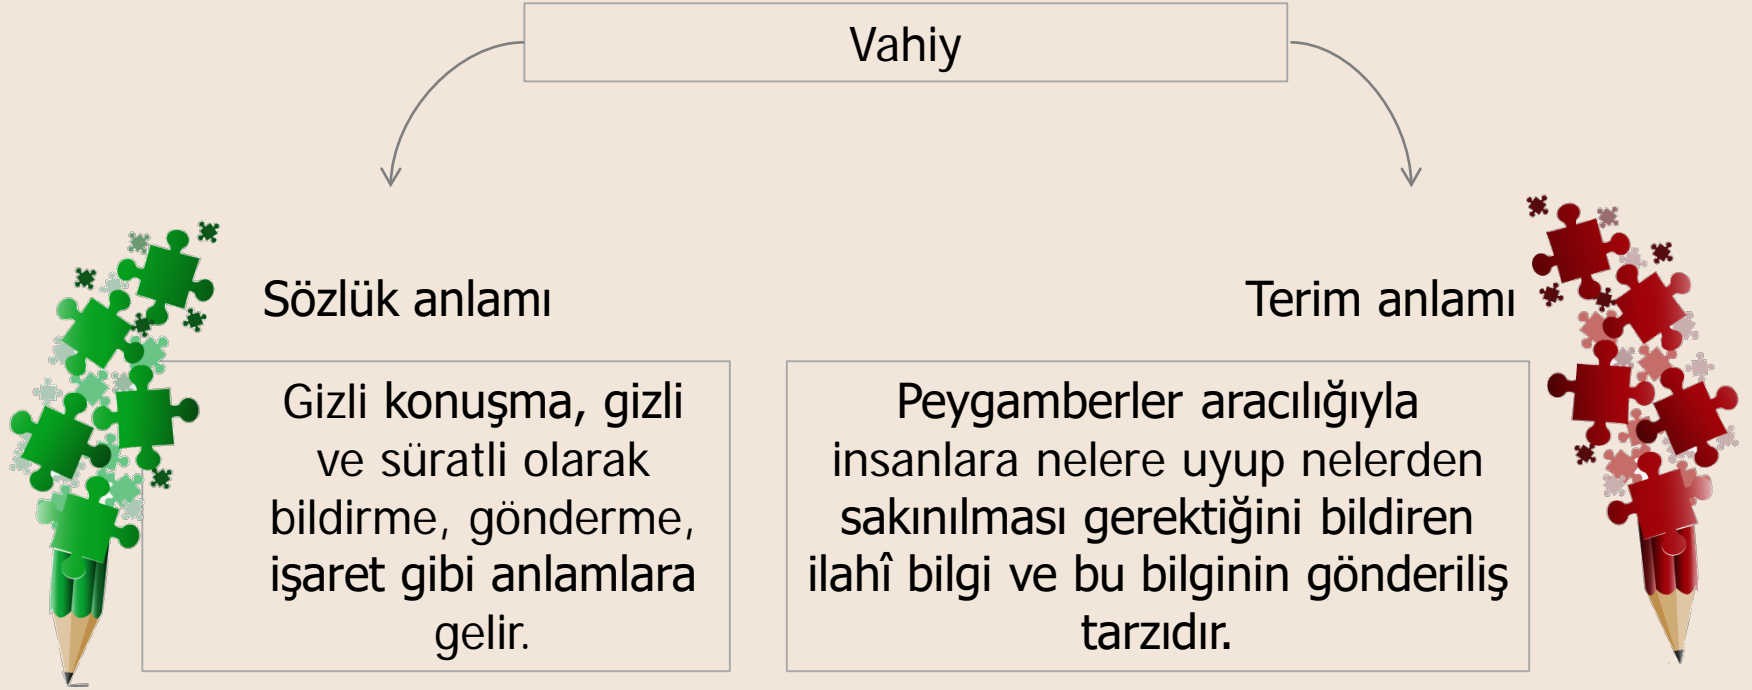 Vahiy
Sözlük anlamı
Gizli konuşma, gizli
ve süratli olarak
bildirme, gönderme,
işaret gibi anlamlara
gelir.
Terim anlamı
Peygamberler aracılığıyla
insanlara nelere uyup nelerden
sakınılması gerektiğini bildiren
ilahî bilgi ve bu bilginin gönderiliş
tarzıdır.